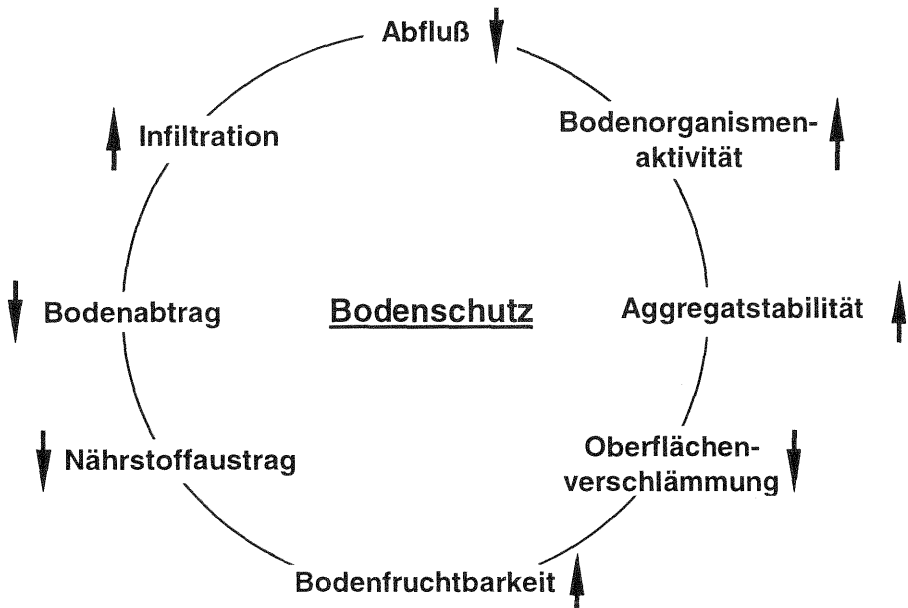 Abfluß
Infiltration
Bodenorganismen-
aktivität
Bodenabtrag
Bodenschutz
Aggregatstabilität
Nährstoffaustrag
Oberflächen-
verschlämmung
Bodenfruchtbarkeit